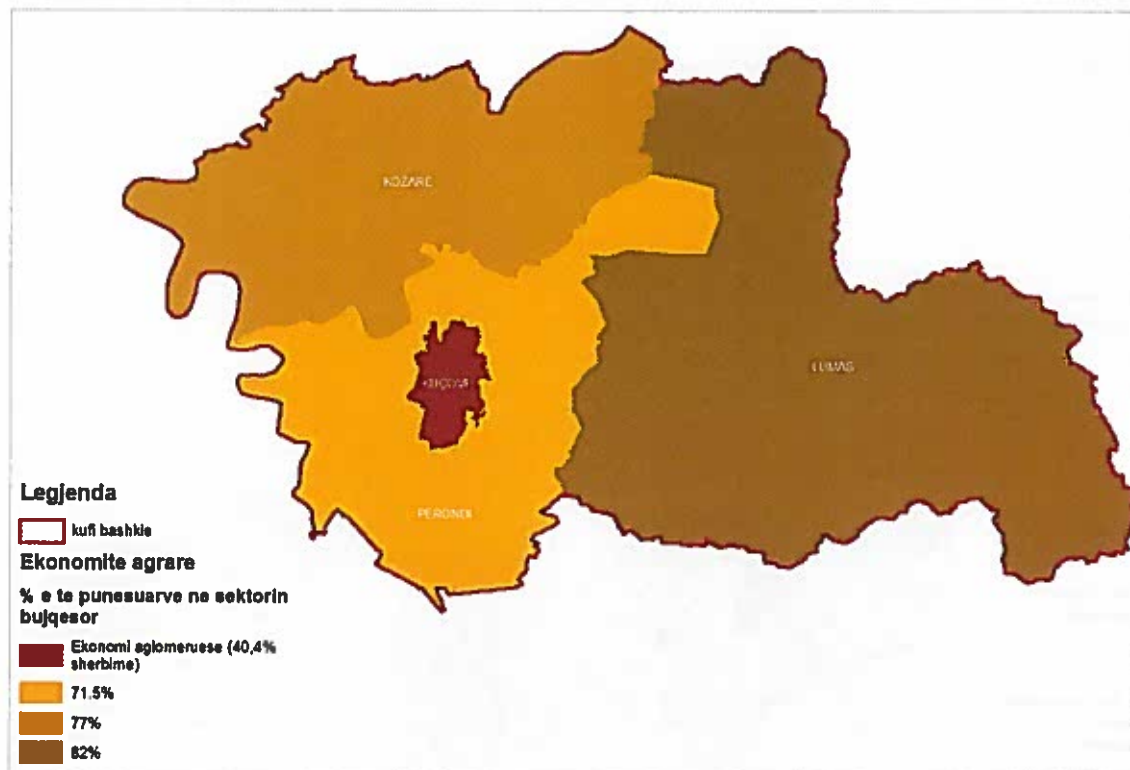 KOZARE
LUMAS
PERONDI
Legjenda
kufi bashkie
Ekonomite agrare
% e te punesuarve ne sektorin
bujqesor
Ekonomi aglomeruese (40,4%
sherbime)
71.5%
77%
82%